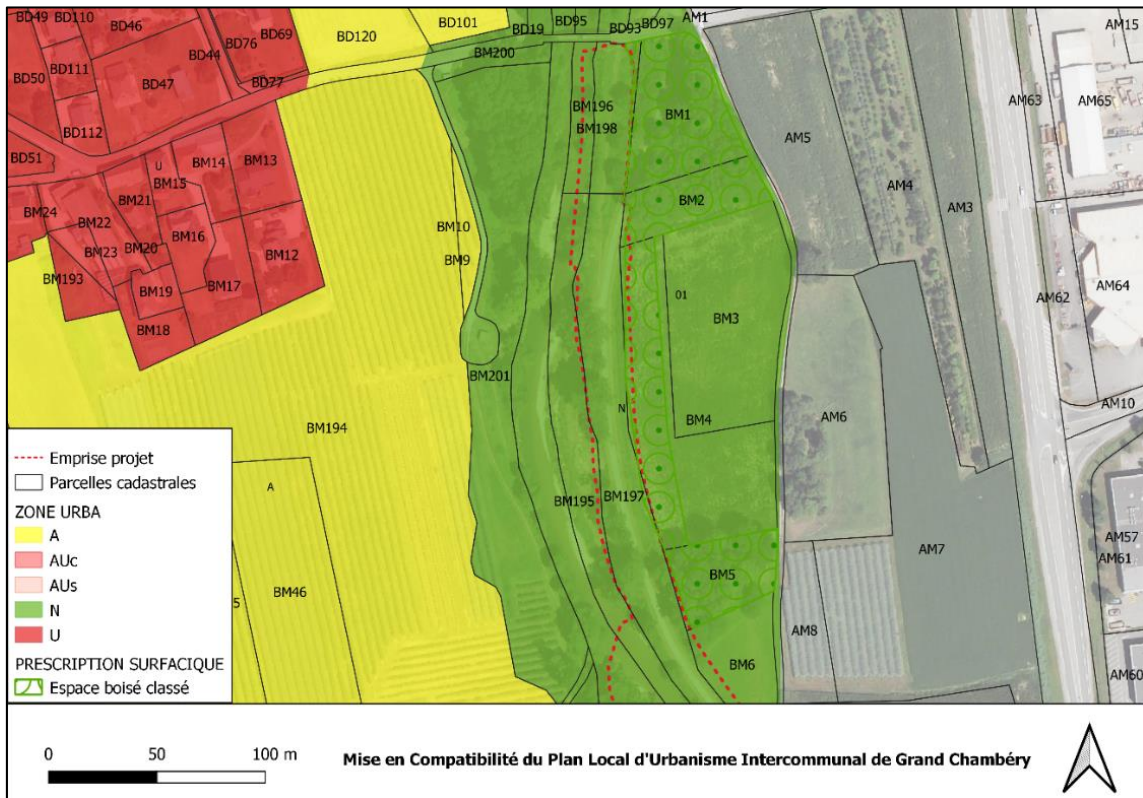 BD49
BD110
BD46
BD76
BD69
BD101
BD19
BD95
BD93
BD97
AM1
AM15
BD120
BD44
BD50
BD111
BD47
BD77
BM200
AM63
AM65
BM196
BM1
BD112
BM198
AM5
BD51
U
BM14
BM13
BM15
AM4
BM24
BM21
BM2
AM3
BM22
BM10
BM16
BM20
BM23
BM12
BM9
AM64
BM193
BM19
BM17
01
AM62
BM3
BM18
BM201
AM10
N
AM6
BM4
BM194
A
BM195
BM197
AM57
AM7
AM61
BM5
BM46
5
AM8
BM6
AM60
Emprise projet
Parcelles cadastrales
ZONE URBA
A
AUc
AUs
N
U
PRESCRIPTION SURFACIQUE
Espace boisé classé
0 50 100 m
Mise en Compatibilité du Plan Local d'Urbanisme Intercommunal de Grand Chambéry